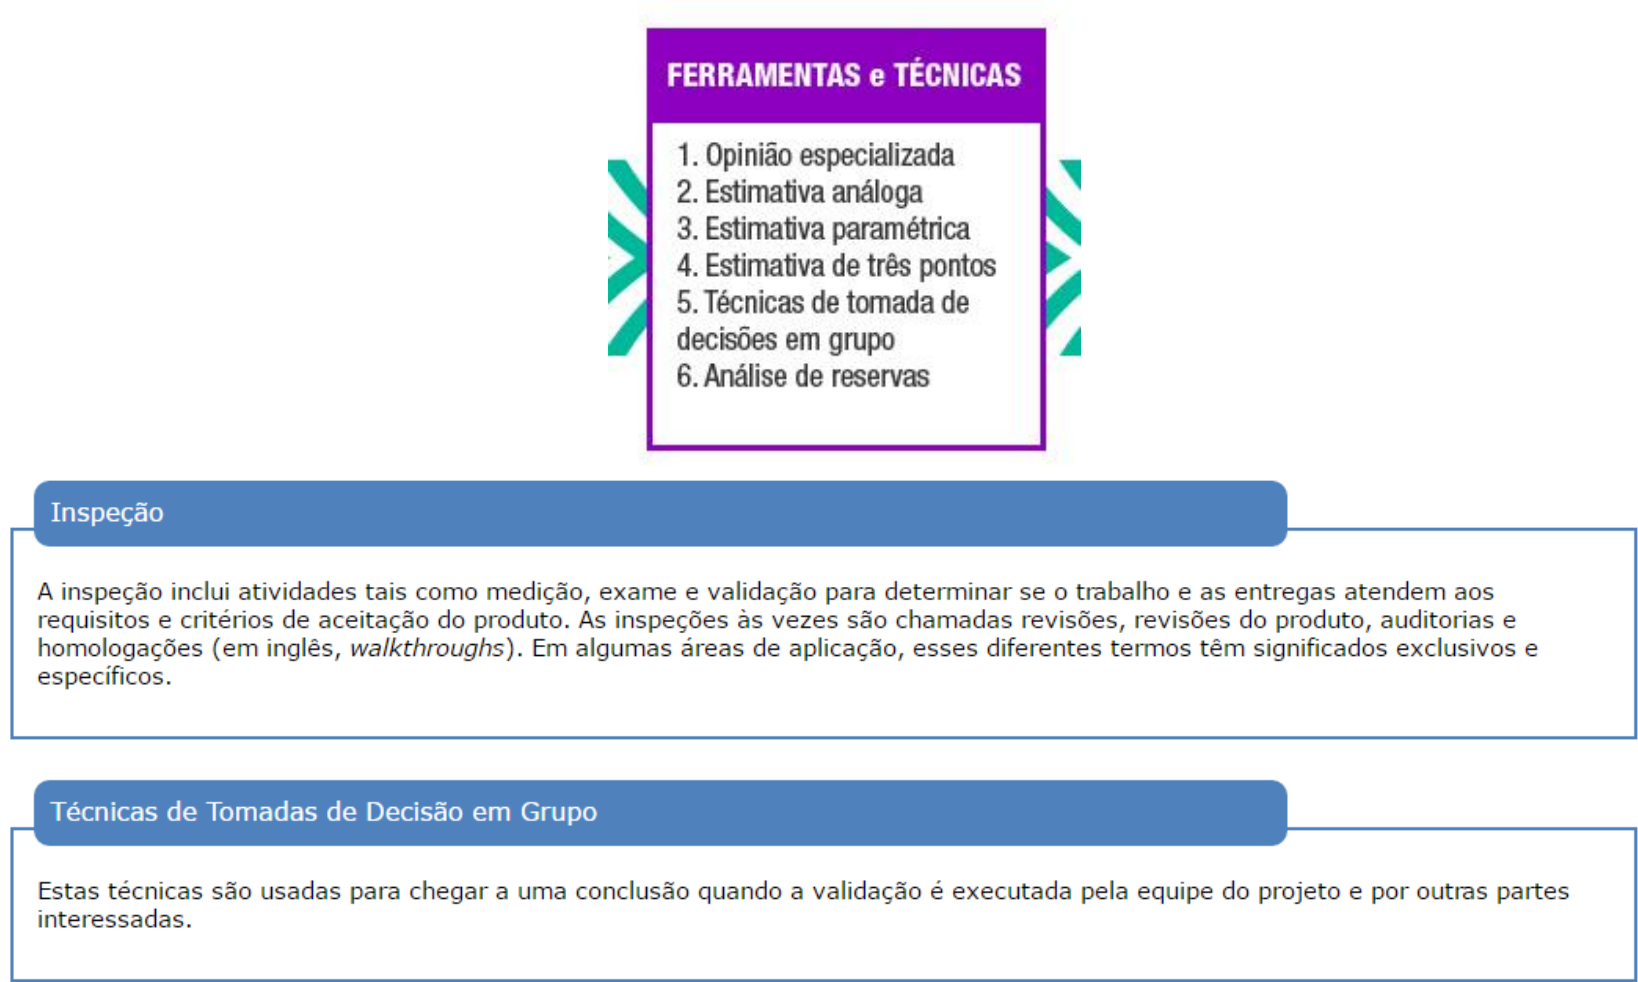 FERRAMENTAS e TÉCNICAS
1. Opinião especializada
2. Estimativa análoga
3. Estimativa paramétrica
4. Estimativa de três pontos
5. Técnicas de tomada de
decisões em grupo
6. Análise de reservas
Inspeção
A inspeção inclui atividades tais como medição, exame e validação para determinar se o trabalho e as entregas atendem aos
requisitos e critérios de aceitação do produto. As inspeções às vezes são chamadas revisões, revisões do produto, auditorias e
homologações (em inglês, walkthroughs). Em algumas áreas de aplicação, esses diferentes termos têm significados exclusivos e
específicos.
Técnicas de Tomadas de Decisão em Grupo
Estas técnicas são usadas para chegar a uma conclusão quando a validação é executada pela equipe do projeto e por outras partes
interessadas.